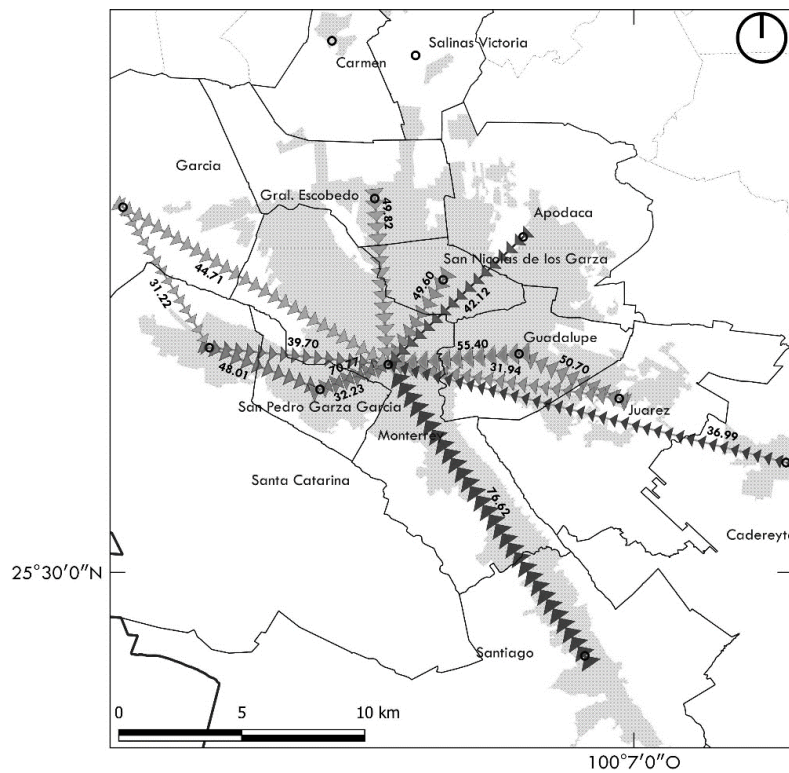 Salinas Victoria
Carmen
Garcia
Gral. Escobedo
49.82
Apodaca
San Nicolas de los Garza
44.71
49.60
42.12
31.22
39.70
55.40
Guadalupe
70.77
31.94
50.70
48.01
32.23
San Pedro Garza Garcia
Juarez
36.99
Monterrey
Santa Catarina
76.62
Cadereyta
25°30'0"N
Santiago
0 5 10 km
100°7'0"O